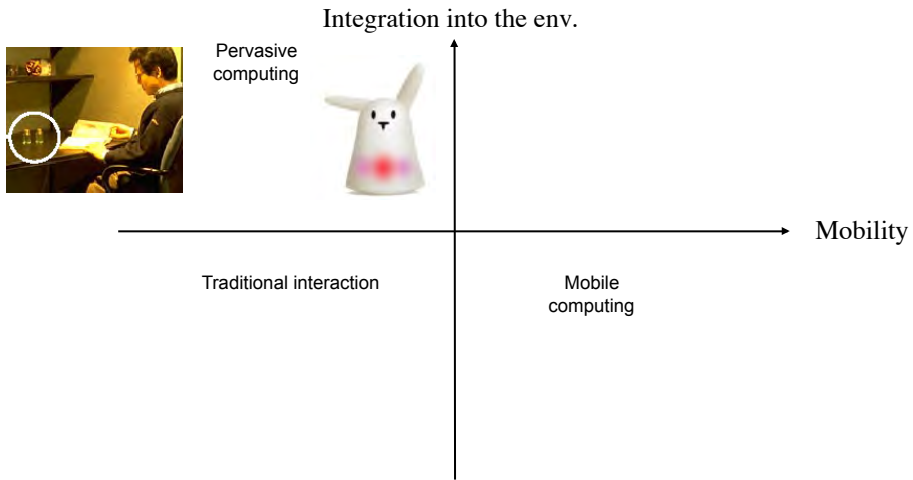 Integration into the env.
Pervasive
computing
Mobility
Traditional interaction
Mobile
computing